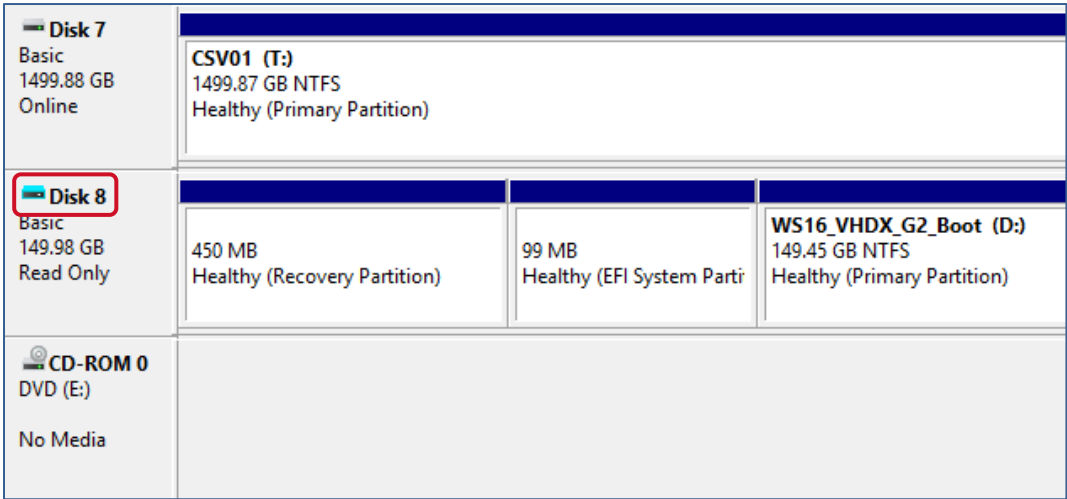 Disk 7
Basic
1499.88 GB
Online
CSV01 (T:)
1499.87 GB NTFS
Healthy (Primary Partition)
Disk 8
Basic
149.98 GB
Read Only
450 MB
Healthy (Recovery Partition)
99 MB
Healthy (EFI System Parti
WS16_VHDX_G2_Boot (D:)
149.45 GB NTFS
Healthy (Primary Partition)
CD-ROM 0
DVD (E:)
No Media